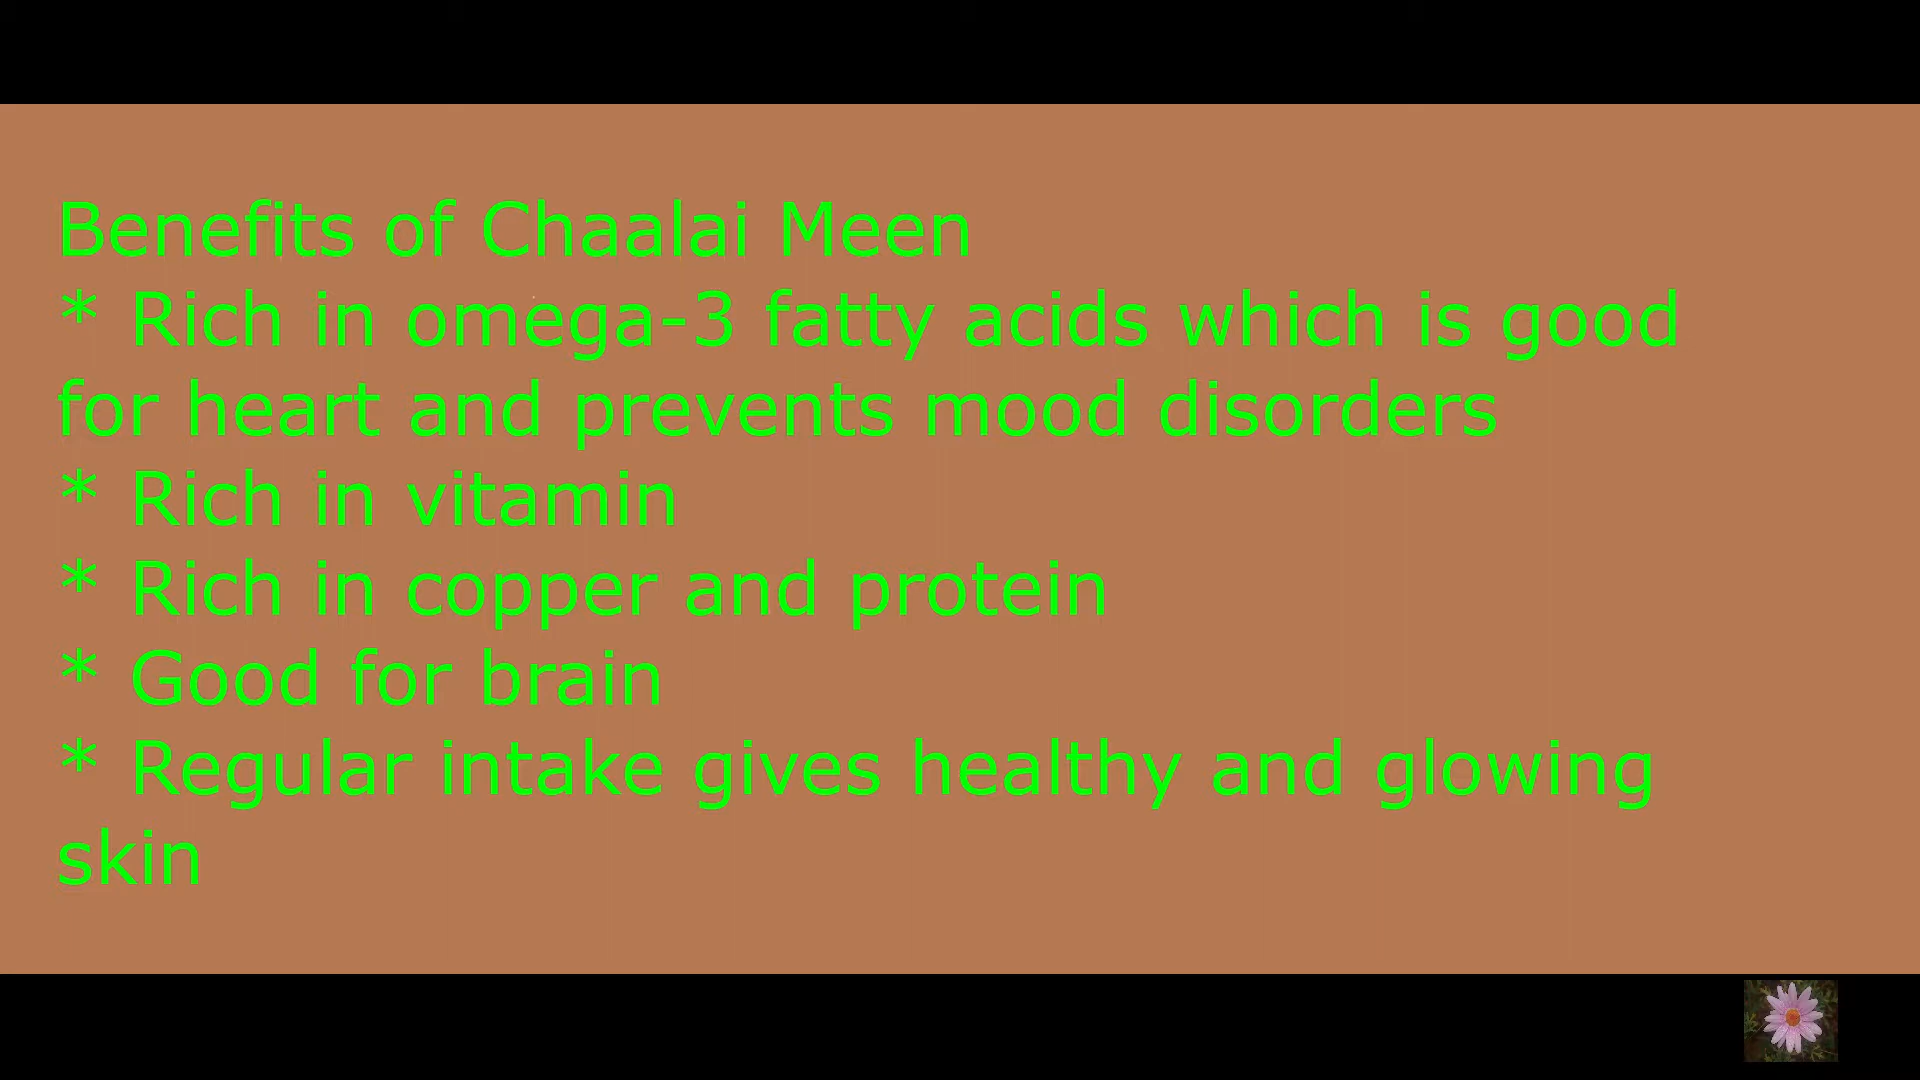 Benefits of Chaalai Meen
* Rich in omega-3 fatty acids which is good
for heart and prevents mood disorders
* Rich in vitamin
* Rich in copper and protein
* Good for brain
* Regular intake gives healthy and glowing
skin